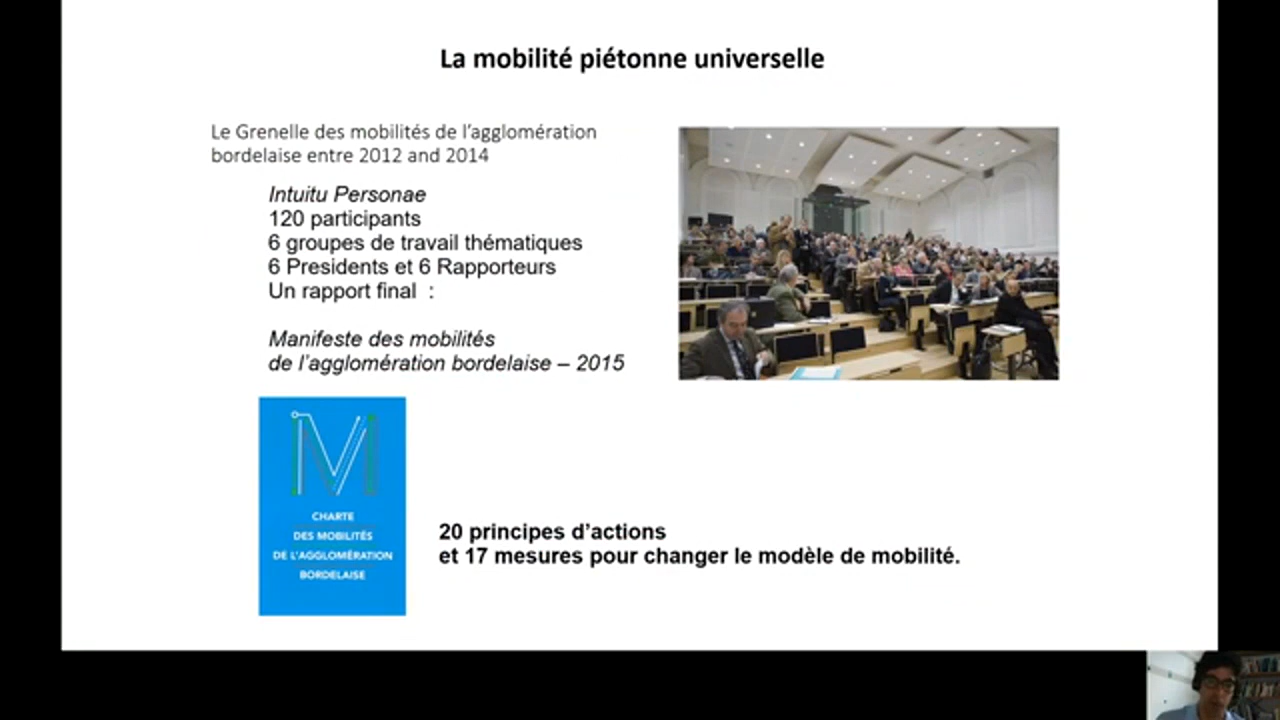 La mobilité piétonne universelle
Le Grenelle des mobilités de l'agglomération
bordelaise entre 2012 and 2014
Intuitu Personae
120 participants
6 groupes de travail thématiques
6 Presidents et 6 Rapporteurs
Un rapport final  :
Manifeste des mobilités
de l'agglomération bordelaise – 2015
M
CHARTE
DES MOBILITÉS
DE L'AGGLOMÉRATION
BORDELAISE
20 principes d'actions
et 17 mesures pour changer le modèle de mobilité.